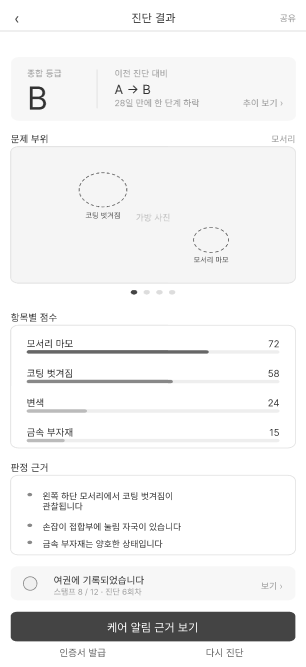 ‹ 진단 결과 공유
종합 등급
B
이전 진단 대비
A → B
28일 만에 한 단계 하락
추이 보기 ›
문제 부위 모서리
코팅 벗겨짐
가방 사진
모서리 마모
항목별 점수
모서리 마모 72
코팅 벗겨짐 58
변색 24
금속 부자재 15
판정 근거
왼쪽 하단 모서리에서 코팅 벗겨짐이
관찰됩니다
손잡이 접합부에 눌림 자국이 있습니다
금속 부자재는 양호한 상태입니다
여권에 기록되었습니다
스탬프 8 / 12 · 진단 6회차
보기 ›
케어 알림 근거 보기
인증서 발급 다시 진단